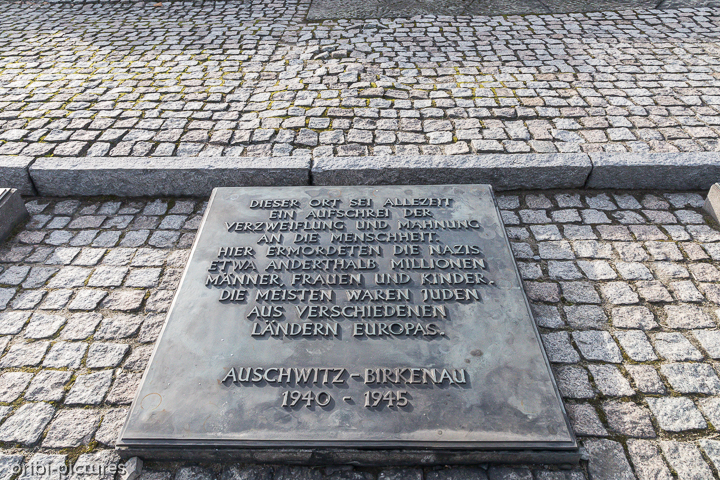 DIESER ORT SEI ALLEZEIT
EIN AUFSCHREI DER
VERZWEIFLUNG UND MAHNUNG
AN DIE MENSCHHEIT.
HIER ERMORDETEN DIE NAZIS
ETWA ANDERTHALB MILLIONEN
MÄNNER, FRAUEN UND KINDER.
DIE MEISTEN WAREN JUDEN
AUS VERSCHIEDENEN
LÄNDERN EUROPAS.
AUSCHWITZ-BIRKENAU
1940 - 1945
© oribi-pictures